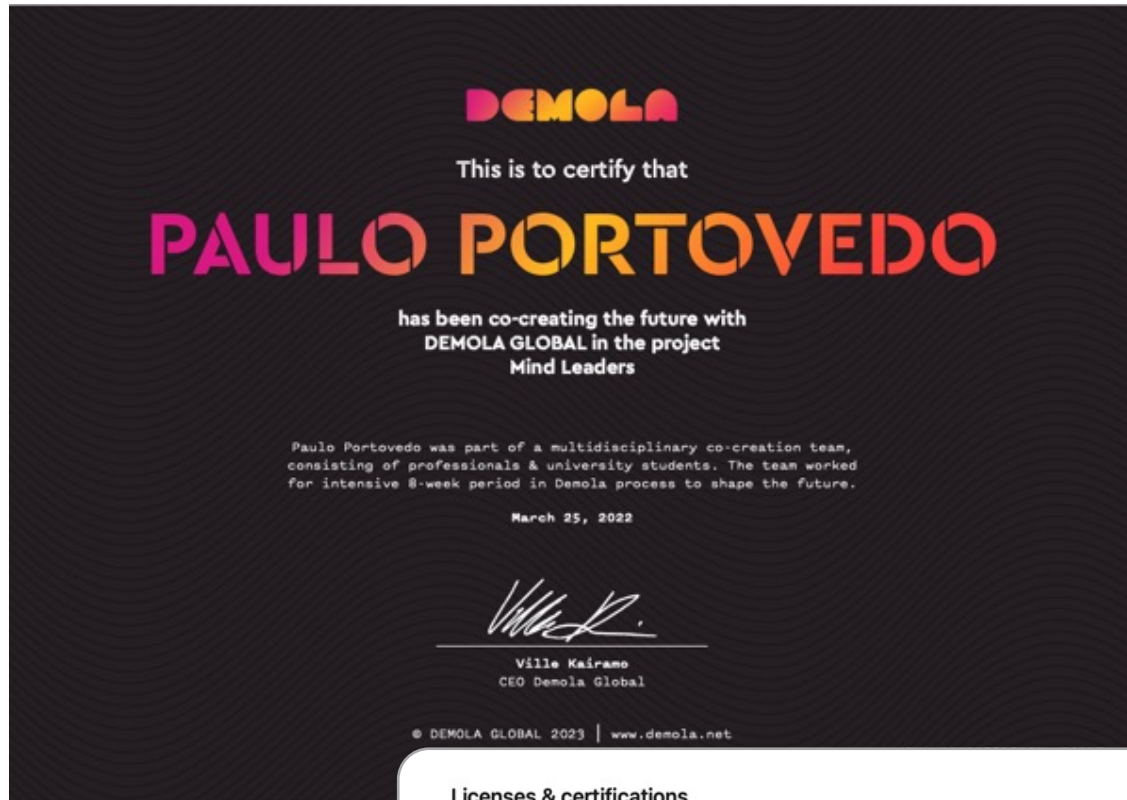 DEMOLA
This is to certify that
PAULO PORTOVEDO
has been co-creating the future with
DEMOLA GLOBAL in the project
Mind Leaders
Paulo Portovedo was part of a multidisciplinary co-creation team,
consisting of professionals & university students. The team worked
for intensive 8-week period in Demola process to shape the future.
March 25, 2022
Ville Kairamo
CEO Demola Global
© DEMOLA GLOBAL 2023 | www.demola.net
Licenses & certifications